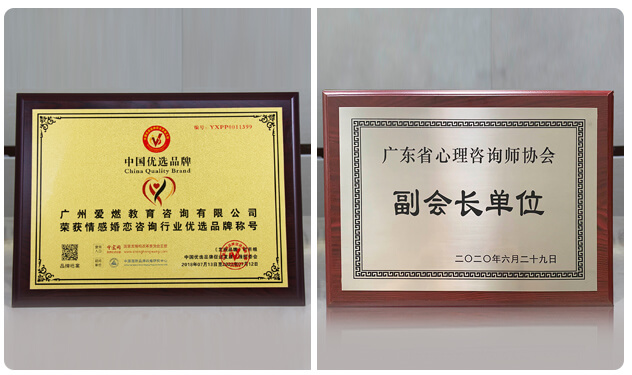 编号:YXPP9011599
中国优选品牌
China Quality Brand
广州爱燃教育咨询有限公司
荣获情感婚恋咨询行业优选品牌称号
品牌档案
广东省心理咨询师协会
副会长单位
二〇二〇年六月二十九日